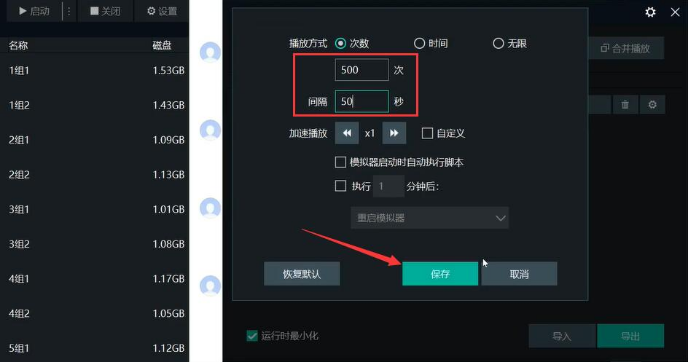 启动
关闭
设置
名称 磁盘
1组1 1.53GB
1组2 1.43GB
2组1 1.09GB
2组2 1.13GB
3组1 1.01GB
3组2 1.08GB
4组1 1.17GB
4组2 1.05GB
5组1 1.12GB
播放方式 次数 时间 无限
500 次
间隔 50 秒
加速播放 x1 自定义
模拟器启动时自动执行脚本
执行 1 分钟后:
重启模拟器
恢复默认 保存 取消
合并播放
运行时最小化 导入 导出